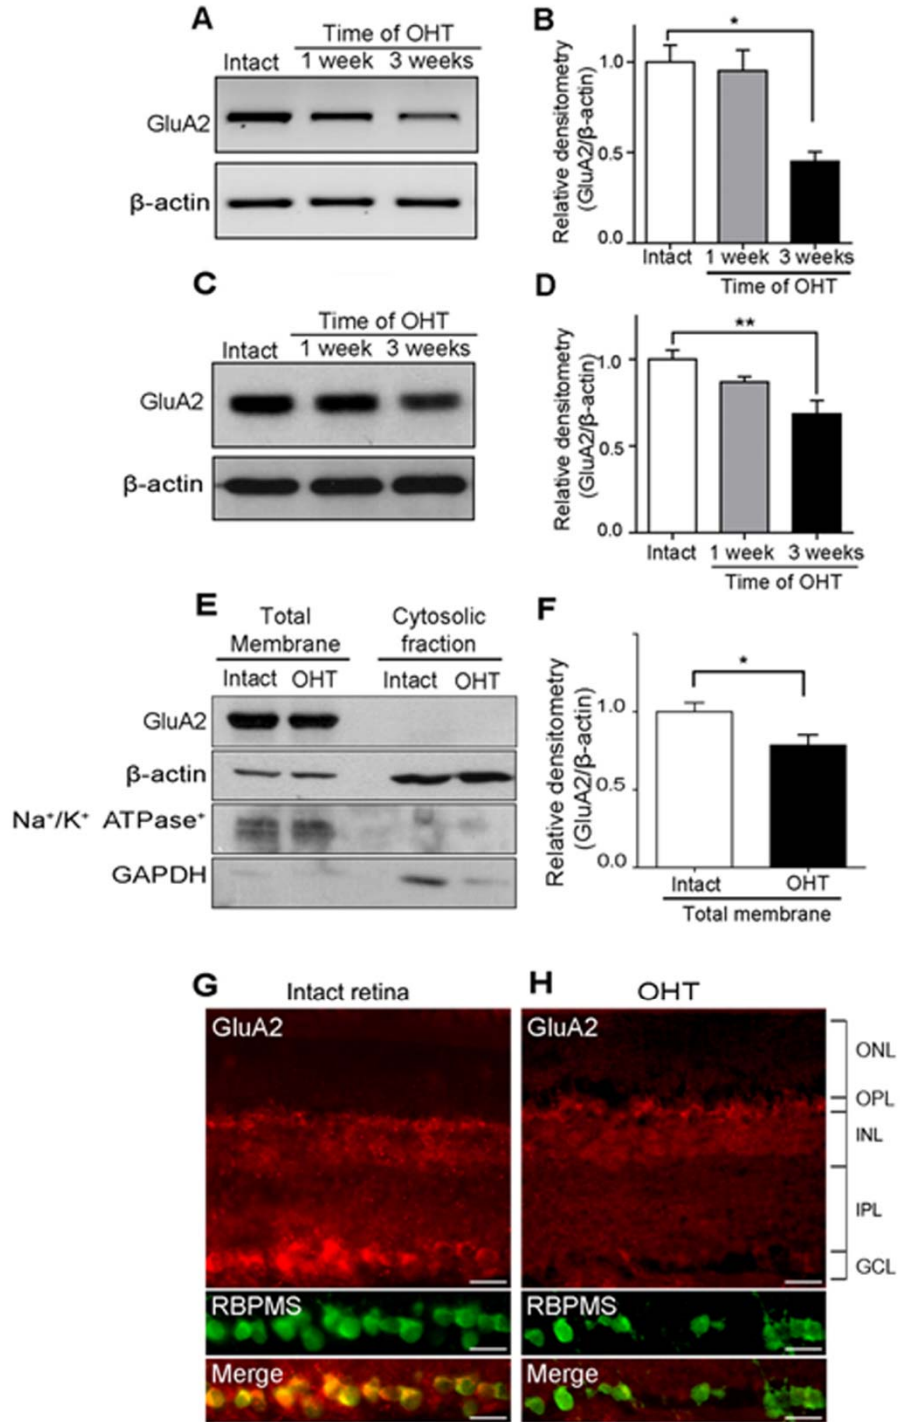 A
Time of OHT
Intact 1 week 3 weeks
GluA2
β-actin
B
Relative densitometry
(GluA2/β-actin)
1.0
0.5
0.0
*
Intact 1 week 3 weeks
Time of OHT
C
Time of OHT
Intact 1 week 3 weeks
GluA2
β-actin
D
Relative densitometry
(GluA2/β-actin)
1.0
0.5
0.0
**
Intact 1 week 3 weeks
Time of OHT
E
Total Membrane
Cytosolic fraction
Intact OHT Intact OHT
GluA2
β-actin
Na⁺/K⁺ ATPase⁺
GAPDH
F
Relative densitometry
(GluA2/β-actin)
1.0
0.5
0.0
*
Intact OHT
Total membrane
G
Intact retina
GluA2
RBPMS
Merge
H
OHT
GluA2
RBPMS
Merge
ONL
OPL
INL
IPL
GCL